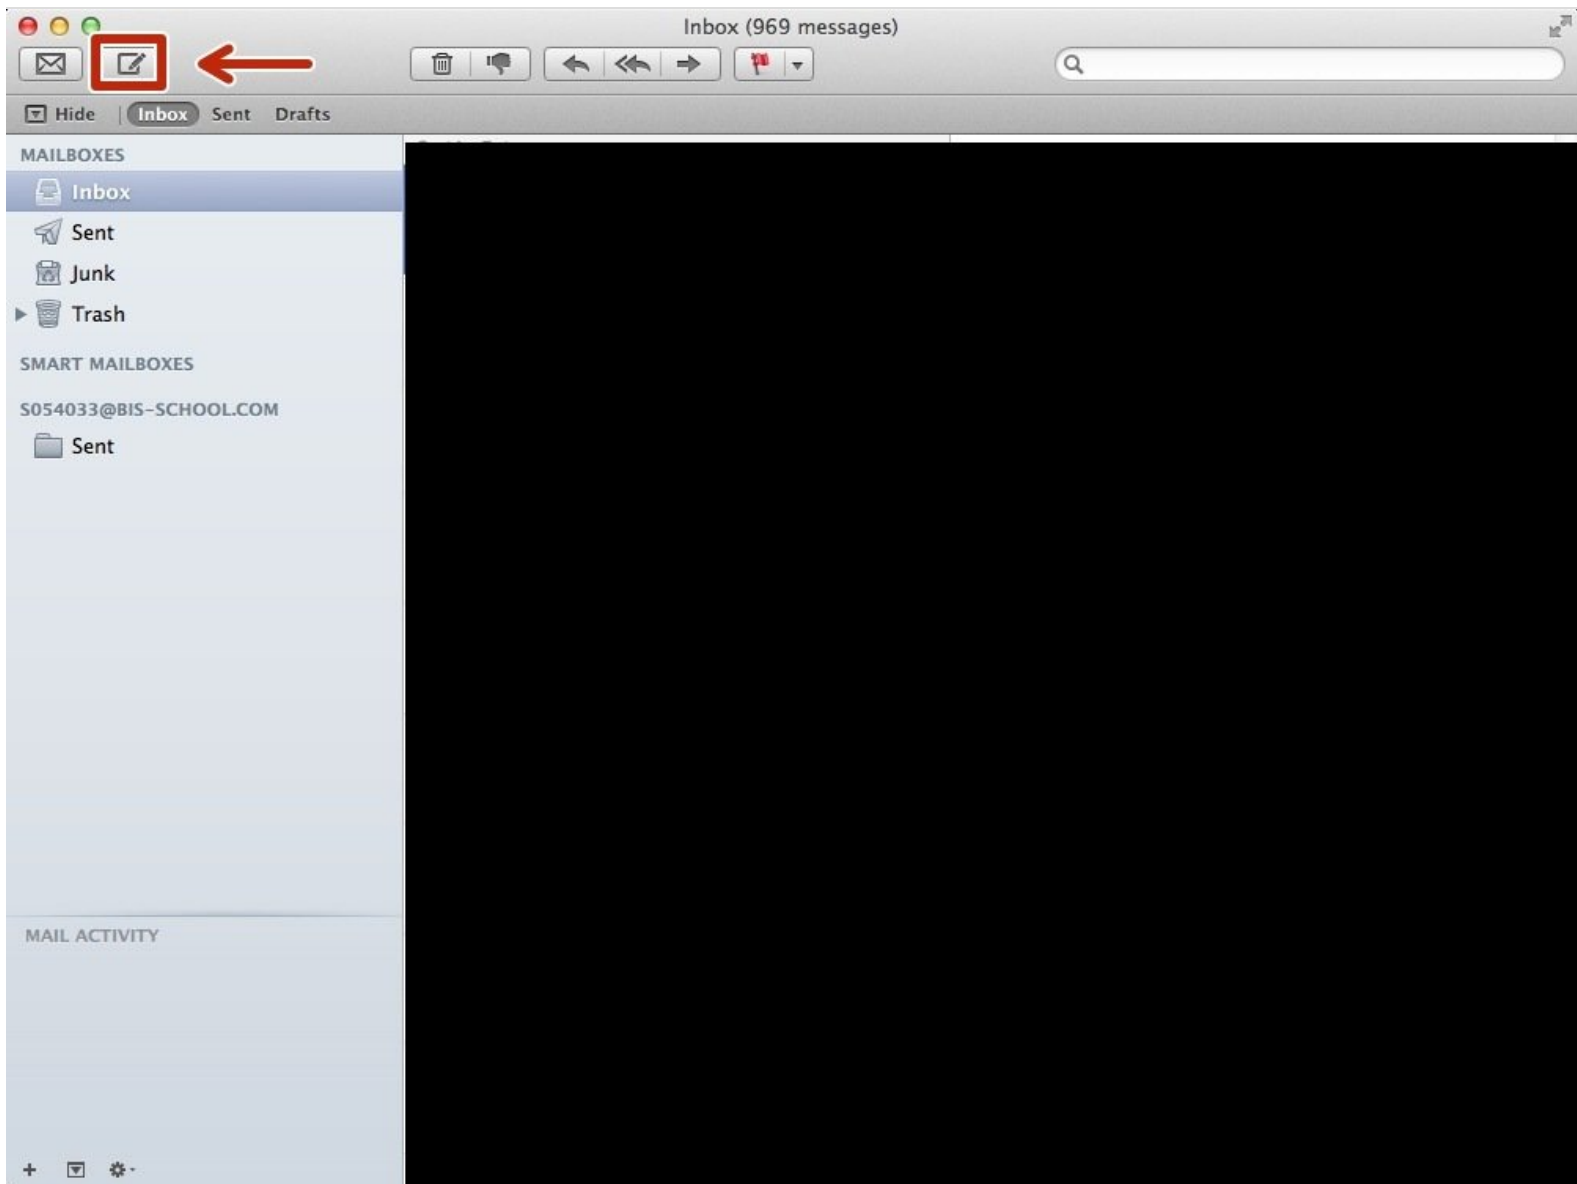 Inbox (969 messages)
Hide | Inbox Sent Drafts
MAILBOXES
Inbox
Sent
Junk
Trash
SMART MAILBOXES
S054033@BIS-SCHOOL.COM
Sent
MAIL ACTIVITY